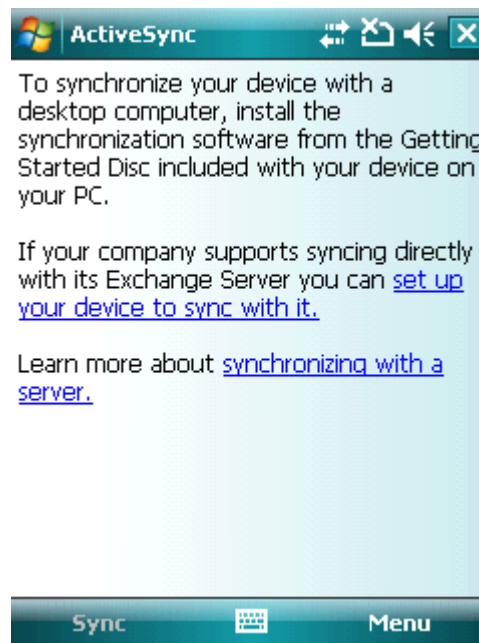 ActiveSync
To synchronize your device with a
desktop computer, install the
synchronization software from the Getting
Started Disc included with your device on
your PC.
If your company supports syncing directly
with its Exchange Server you can set up
your device to sync with it.
Learn more about synchronizing with a
server.
Sync Menu